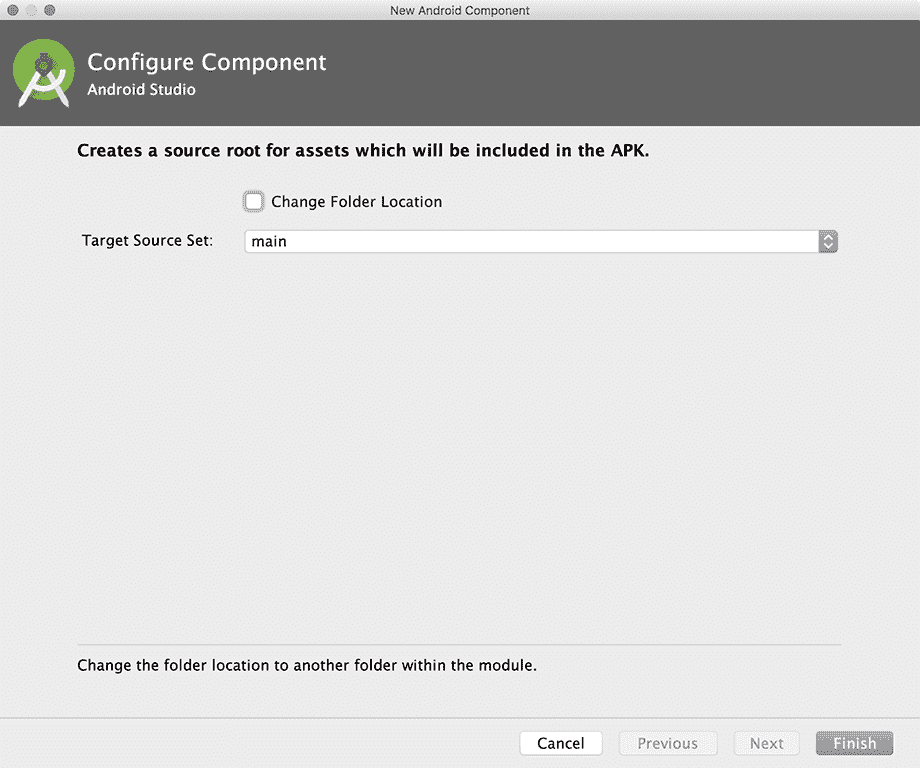 New Android Component
Configure Component
Android Studio
Creates a source root for assets which will be included in the APK.
Change Folder Location
Target Source Set: main
Change the folder location to another folder within the module.
Cancel Previous Next Finish